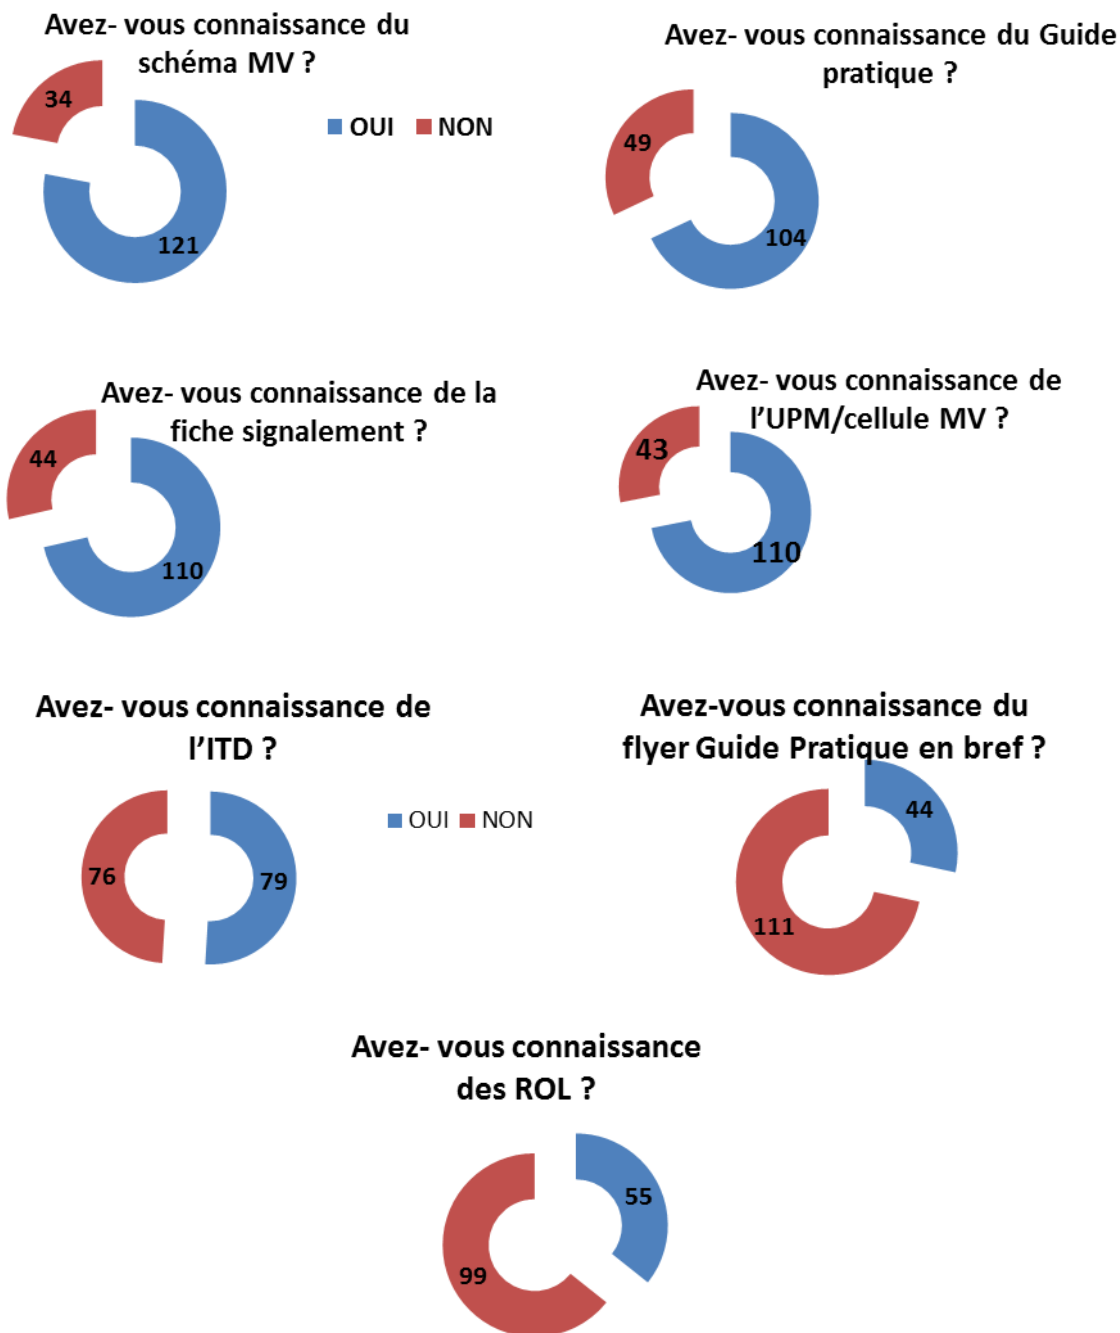 Avez- vous connaissance du
schéma MV ?
34
121
OUI NON
Avez- vous connaissance du Guide
pratique ?
49
104
Avez- vous connaissance de la
fiche signalement ?
44
110
Avez- vous connaissance de
l'UPM/cellule MV ?
43
110
Avez- vous connaissance de
l'ITD ?
76
79
OUI NON
Avez-vous connaissance du
flyer Guide Pratique en bref ?
44
111
Avez- vous connaissance
des ROL ?
55
99